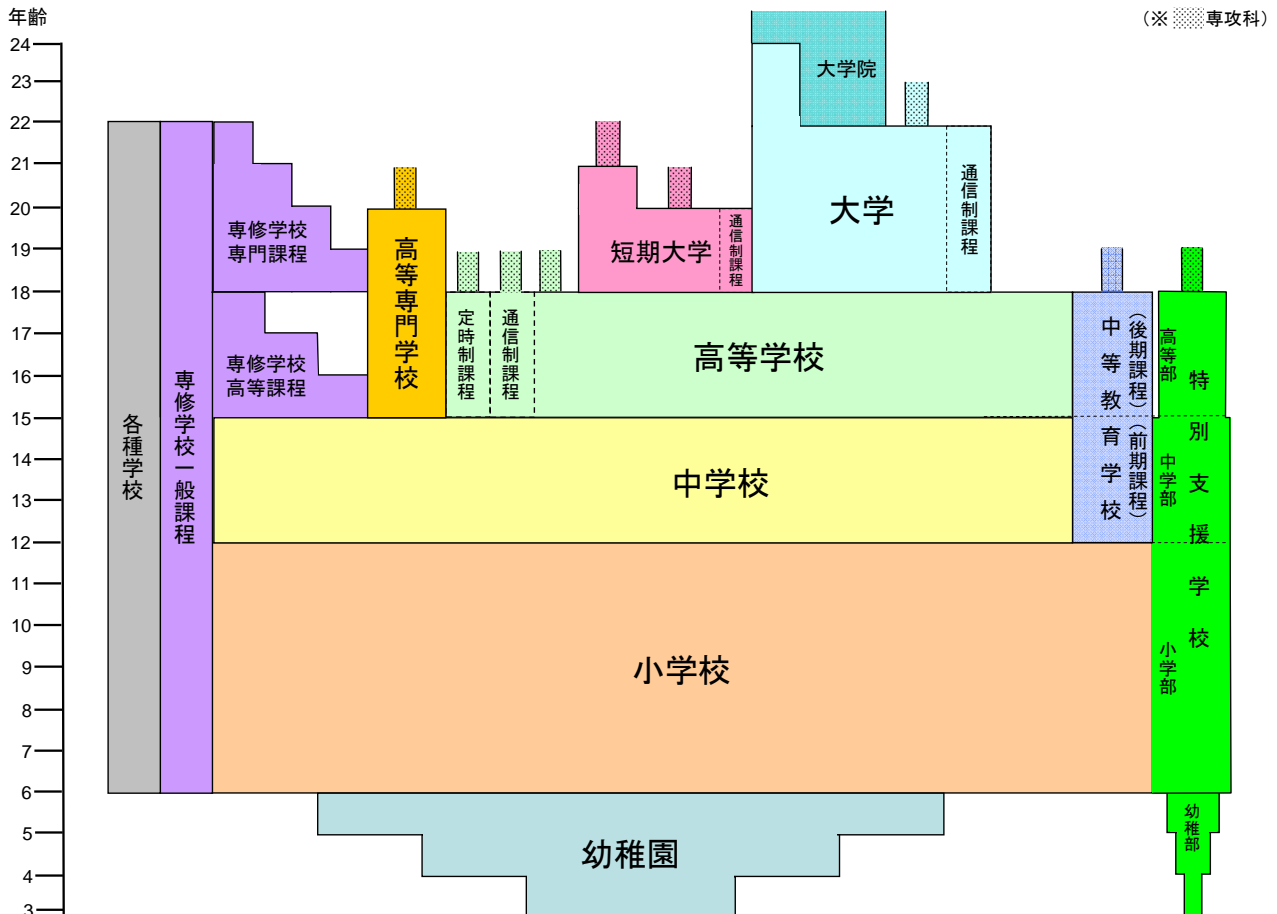 年齢
(※ 専攻科)
24
23
22
21
20
19
18
17
16
15
14
13
12
11
10
9
8
7
6
5
4
3
大学院
大学
通信制課程
短期大学
通信制課程
専修学校
専門課程
高等専門学校
専修学校
高等課程
定時制課程
通信制課程
高等学校
中等教育学校
(後期課程)
(前期課程)
高等部
中学部
小学部
幼稚部
特別支援学校
各種学校
専修学校一般課程
中学校
小学校
幼稚園